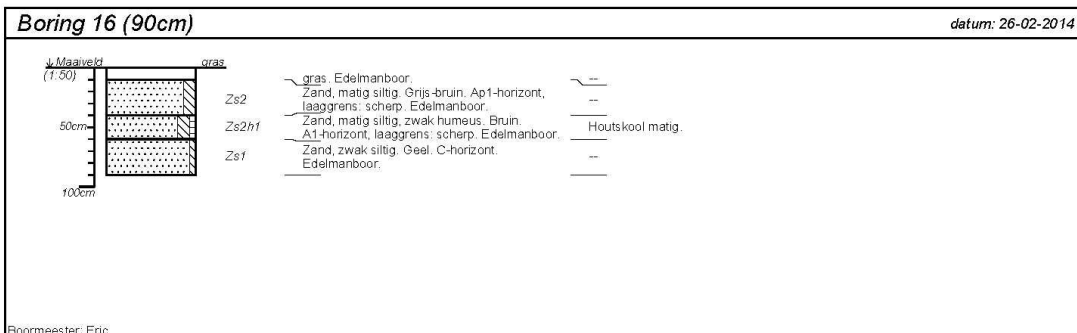 Boring 16 (90cm)
datum: 26-02-2014
↓ Maaiveld
gras
(1:50)
gras. Edelmanboor.
--
Zs2
Zand, matig siltig. Grijs-bruin. Ap1-horizont,
laaggrens: scherp. Edelmanboor.
--
50cm
Zs2h1
Zand, matig siltig, zwak humeus. Bruin.
A1-horizont, laaggrens: scherp. Edelmanboor.
Houtskool matig.
Zs1
Zand, zwak siltig. Geel. C-horizont.
Edelmanboor.
--
100cm
Boormeester: Eric